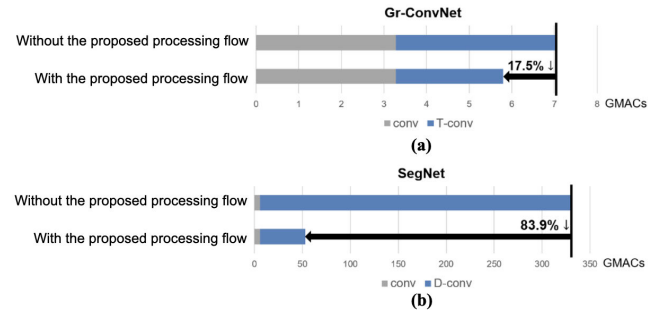 Gr-ConvNet
Without the proposed processing flow
17.5% ↓
With the proposed processing flow
0 1 2 3 4 5 6 7 8 GMACs
conv T-conv
(a)
SegNet
Without the proposed processing flow
83.9% ↓
With the proposed processing flow
0 50 100 150 200 250 300 350 GMACs
conv D-conv
(b)